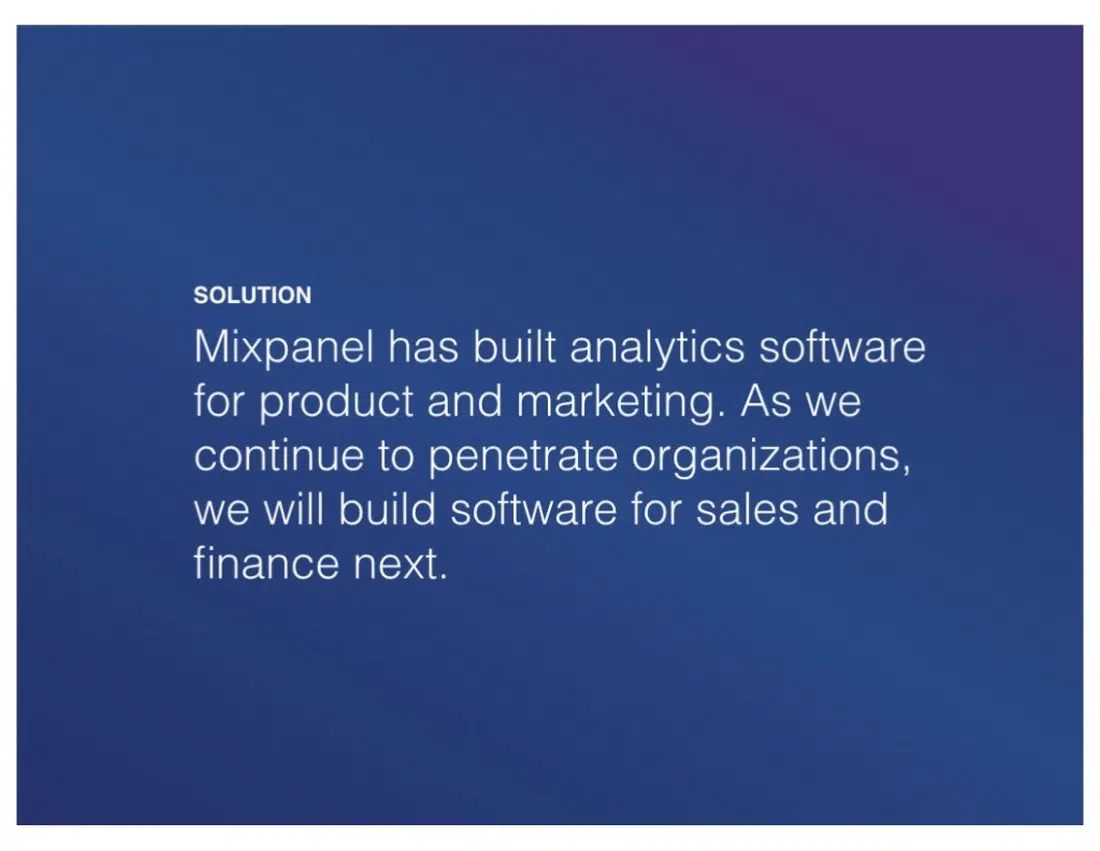 SOLUTION
Mixpanel has built analytics software
for product and marketing. As we
continue to penetrate organizations,
we will build software for sales and
finance next.